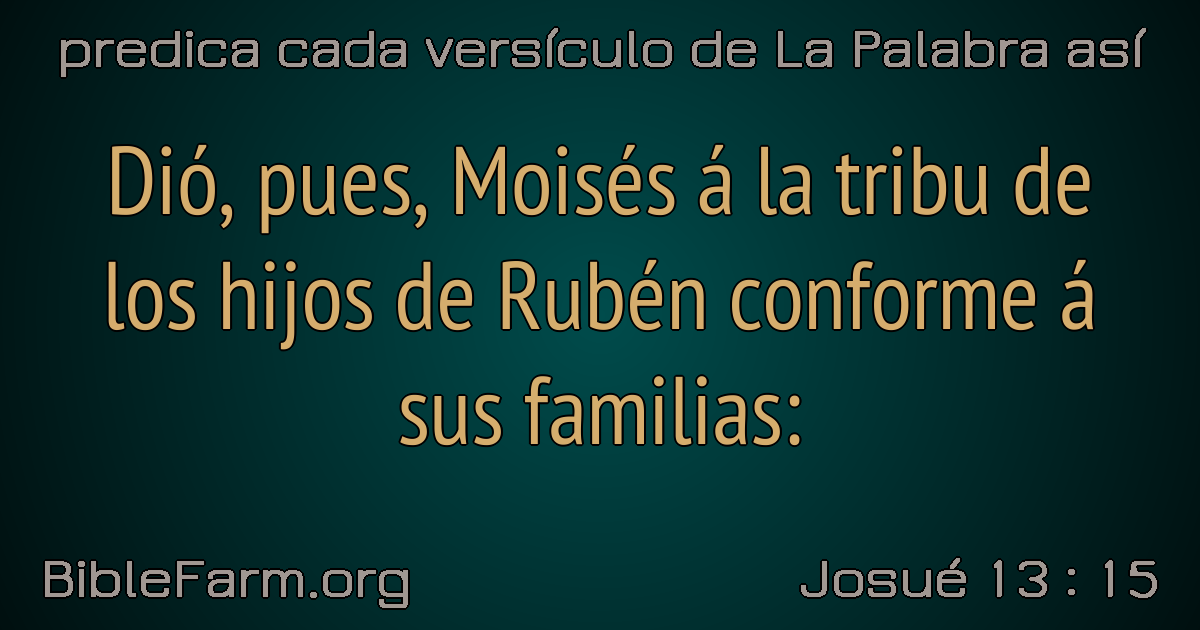 predica cada versículo de La Palabra así
Dió, pues, Moisés á la tribu de
los hijos de Rubén conforme á
sus familias:
BibleFarm.org
Josué 13 : 15